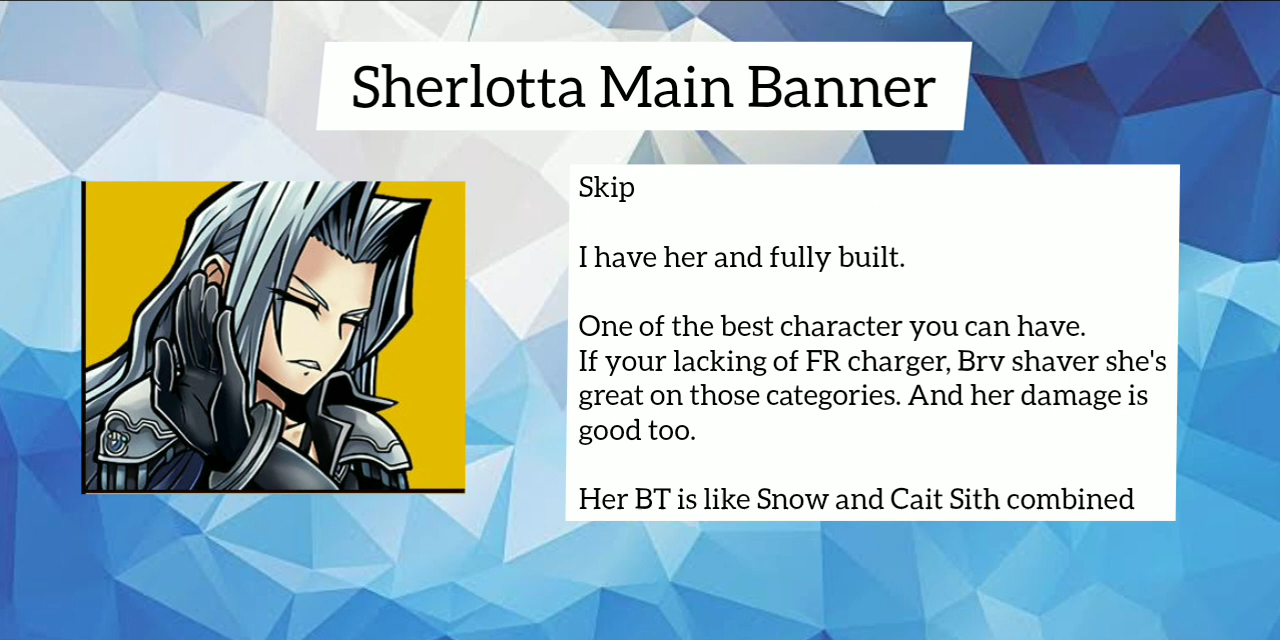 Sherlotta Main Banner
Skip
I have her and fully built.
One of the best character you can have.
If your lacking of FR charger, Brv shaver she's
great on those categories. And her damage is
good too.
Her BT is like Snow and Cait Sith combined